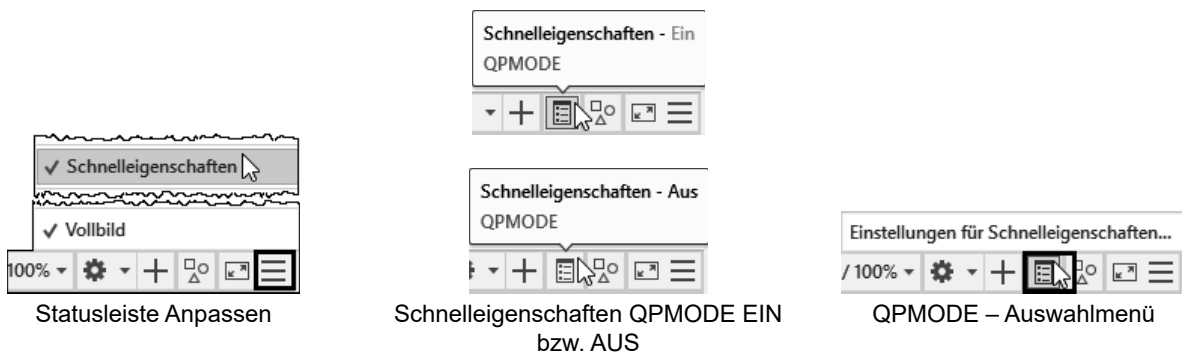 ✓ Schnelleigenschaften
✓ Vollbild
100%
Statusleiste Anpassen
Schnelleigenschaften - Ein
QPMODE
Schnelleigenschaften - Aus
QPMODE
Schnelleigenschaften QPMODE EIN
bzw. AUS
Einstellungen für Schnelleigenschaften...
/ 100%
QPMODE – Auswahlmenü